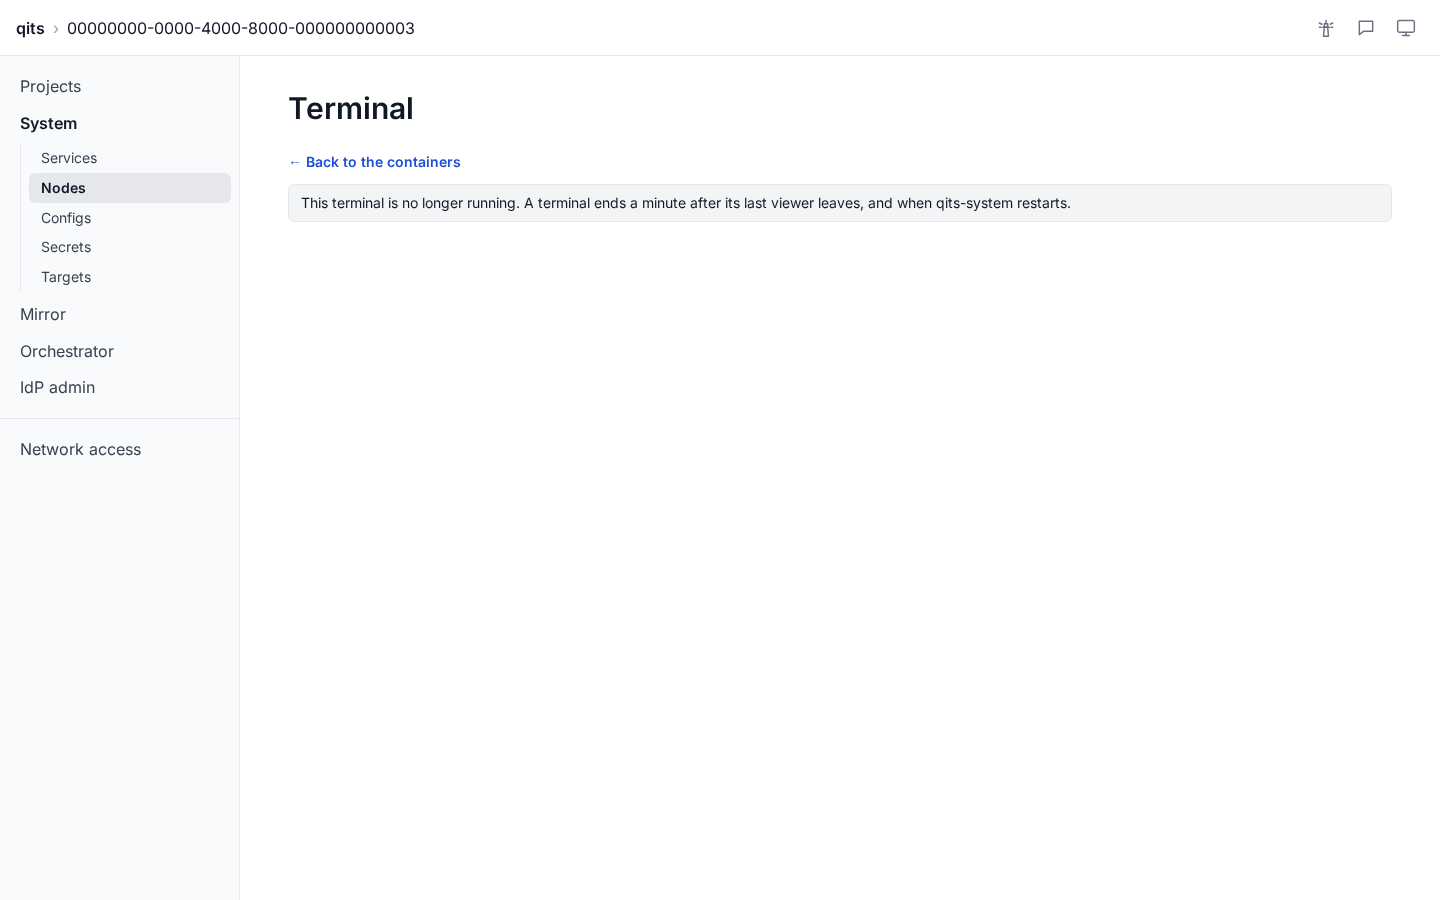 qits › 00000000-0000-4000-8000-000000000003
Projects
System
Services
Nodes
Configs
Secrets
Targets
Mirror
Orchestrator
IdP admin
Network access
Terminal
← Back to the containers
This terminal is no longer running. A terminal ends a minute after its last viewer leaves, and when qits-system restarts.